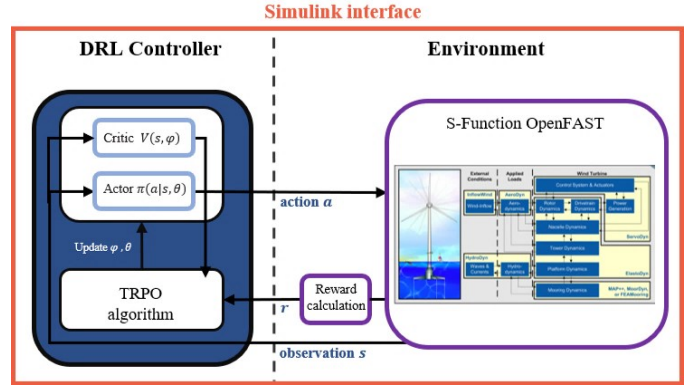 Simulink interface
DRL Controller
Environment
Critic V(s, φ)
Actor π(a|s, θ)
Update φ , θ
TRPO
algorithm
action a
r
Reward
calculation
observation s
S-Function OpenFAST
External
Conditions
Applied
Loads
Wind Turbine
InflowWind
AeroDyn
Control System & Actuators
Wind-Inflow
Aero-
dynamics
Rotor
Dynamics
Drivetrain
Dynamics
Power
Generation
ServoDyn
Nacelle Dynamics
Tower Dynamics
HydroDyn
ElastoDyn
Waves &
Currents
Hydro-
dynamics
Platform Dynamics
Mooring Dynamics
MAP++, MoorDyn,
or FEAMooring